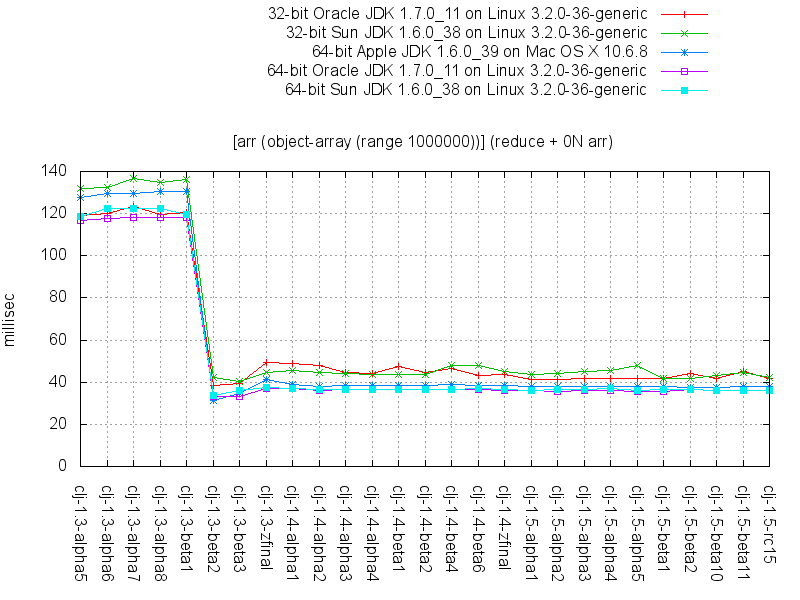 32-bit Oracle JDK 1.7.0_11 on Linux 3.2.0-36-generic
32-bit Sun JDK 1.6.0_38 on Linux 3.2.0-36-generic
64-bit Apple JDK 1.6.0_39 on Mac OS X 10.6.8
64-bit Oracle JDK 1.7.0_11 on Linux 3.2.0-36-generic
64-bit Sun JDK 1.6.0_38 on Linux 3.2.0-36-generic
[arr (object-array (range 1000000))] (reduce + 0N arr)
140
120
100
80
60
40
20
0
millisec
clj-1.3-alpha5
clj-1.3-alpha6
clj-1.3-alpha7
clj-1.3-alpha8
clj-1.3-beta1
clj-1.3-beta2
clj-1.3-beta3
clj-1.3-zfinal
clj-1.4-alpha1
clj-1.4-alpha2
clj-1.4-alpha3
clj-1.4-alpha4
clj-1.4-beta1
clj-1.4-beta2
clj-1.4-beta4
clj-1.4-beta6
clj-1.4-zfinal
clj-1.5-alpha1
clj-1.5-alpha2
clj-1.5-alpha3
clj-1.5-alpha4
clj-1.5-alpha5
clj-1.5-beta1
clj-1.5-beta2
clj-1.5-beta10
clj-1.5-beta11
clj-1.5-rc15